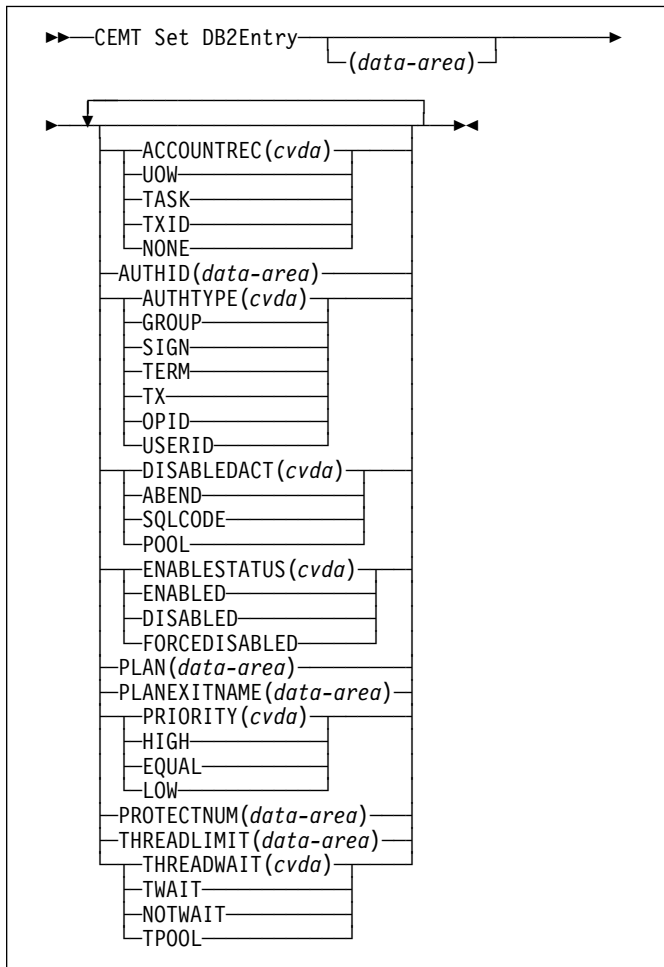 CEMT Set DB2Entry
(data-area)
ACCOUNTREC(cvda)
UOW
TASK
TXID
NONE
AUTHID(data-area)
AUTHTYPE(cvda)
GROUP
SIGN
TERM
TX
OPID
USERID
DISABLEDACT(cvda)
ABEND
SQLCODE
POOL
ENABLESTATUS(cvda)
ENABLED
DISABLED
FORCEDISABLED
PLAN(data-area)
PLANEXITNAME(data-area)
PRIORITY(cvda)
HIGH
EQUAL
LOW
PROTECTNUM(data-area)
THREADLIMIT(data-area)
THREADWAIT(cvda)
TWAIT
NOTWAIT
TPOOL